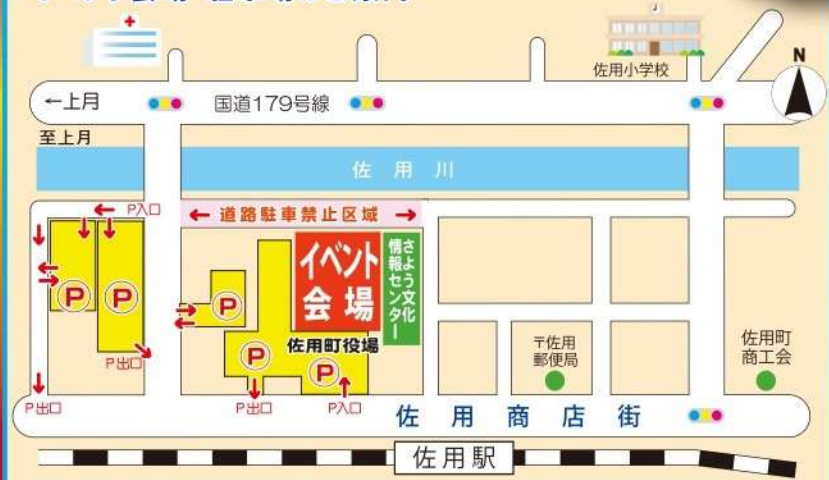 佐用小学校
N
←上月
国道179号線
至上月
佐用川
P入口
← 道路駐車禁止区域 →
イベント
会場
さよう文化
情報センター
P
P
P
P
P
佐用町役場
P出口
P出口
P出口
P入口
〒佐用
郵便局
佐用町
商工会
佐用商店街
佐用駅